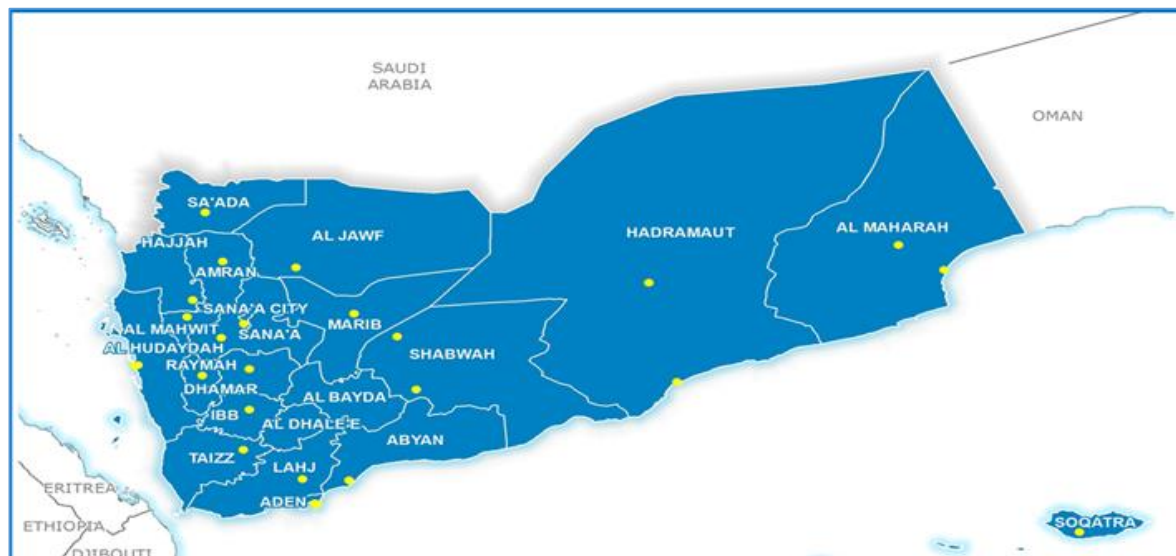 SAUDI
ARABIA
OMAN
SA'ADA
HAJJAH
AL JAWF
HADRAMAUT
AL MAHARAH
AMRAN
SANA'A CITY
AL MAHWIT
SANA'A
MARIB
AL HUDAYDAH
SHABWAH
RAYMAH
DHAMAR
AL BAYDA
IBB
AL DHALE'E
ABYAN
TAIZZ
LAHJ
ERITREA
ADEN
ETHIOPIA
SOQATRA
DJIBOUTI